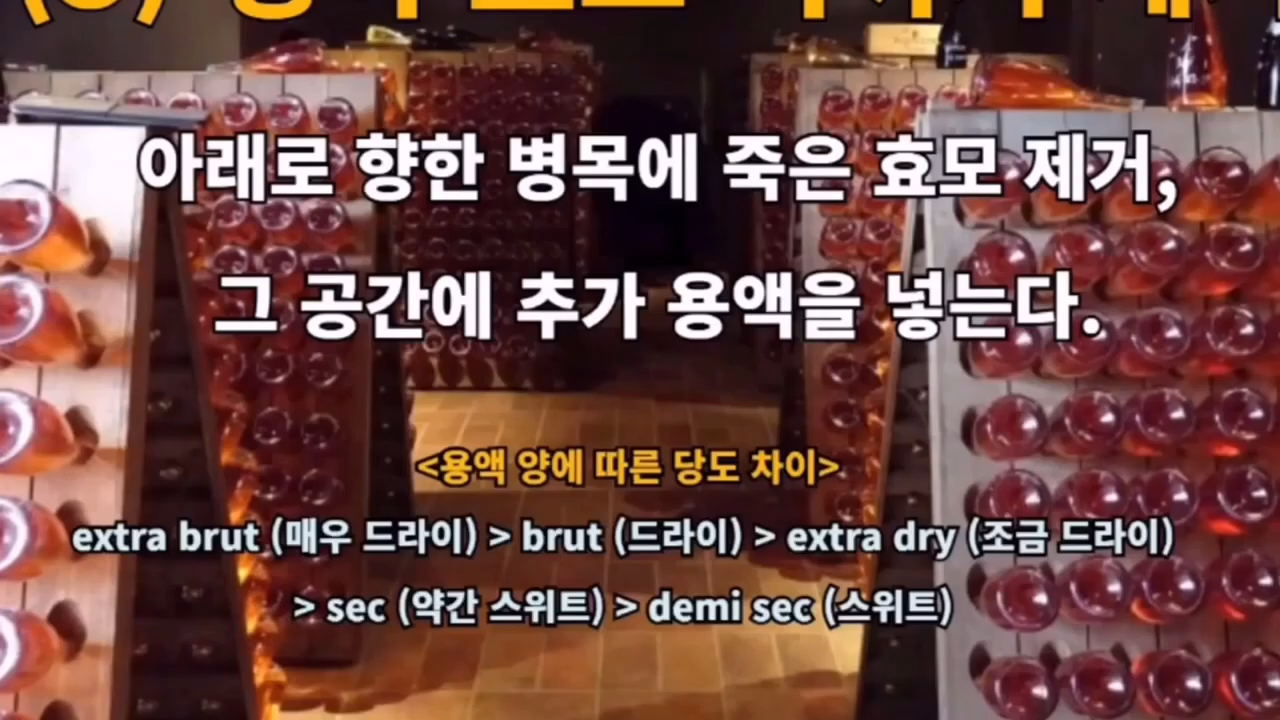 아래로 향한 병목에 죽은 효모 제거,
그 공간에 추가 용액을 넣는다.
<용액 양에 따른 당도 차이>
extra brut (매우 드라이) > brut (드라이) > extra dry (조금 드라이)
> sec (약간 스위트) > demi sec (스위트)